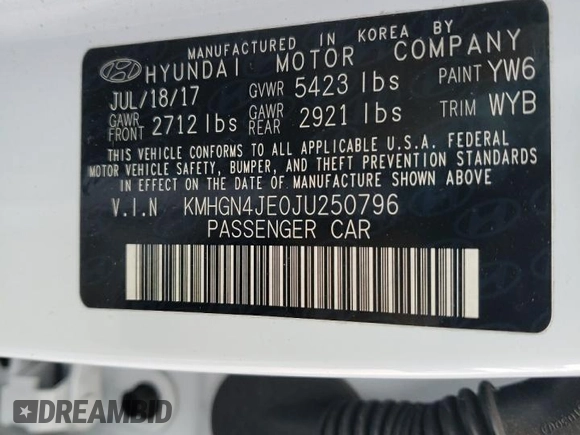 MANUFACTURED IN KOREA BY
HYUNDAI MOTOR COMPANY
JUL/18/17 GVWR 5423 lbs PAINT YW6
GAWR FRONT 2712 lbs GAWR REAR 2921 lbs TRIM WYB
THIS VEHICLE CONFORMS TO ALL APPLICABLE U.S.A. FEDERAL
MOTOR VEHICLE SAFETY, BUMPER, AND THEFT PREVENTION STANDARDS
IN EFFECT ON THE DATE OF MANUFACTURE SHOWN ABOVE.
V.I.N KMHGN4JE0JU250796
PASSENGER CAR
DREAMBID